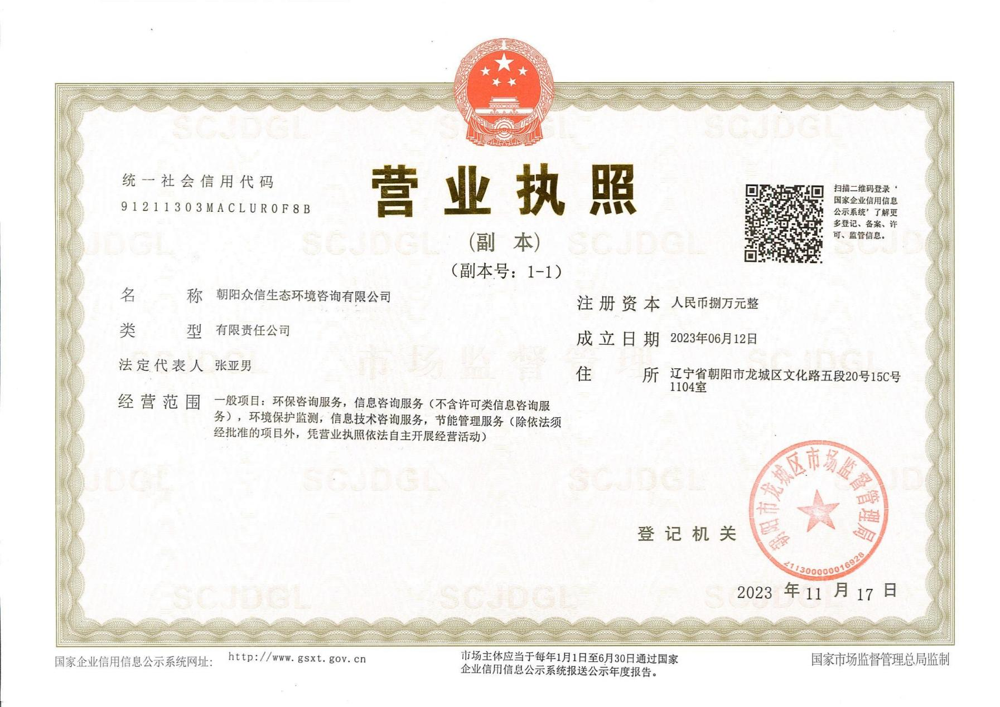 营业执照
(副 本)
（副本号：1-1）
统一社会信用代码
91211303MACLUR0F8B
扫描二维码登录‘
国家企业信用信息
公示系统’了解更
多登记、备案、许
可、监管信息。
名 称 朝阳众信生态环境咨询有限公司
类 型 有限责任公司
法定代表人 张亚男
经营范围 一般项目：环保咨询服务，信息咨询服务（不含许可类信息咨询服
务），环境保护监测，信息技术咨询服务，节能管理服务（除依法须
经批准的项目外，凭营业执照依法自主开展经营活动）
注册资本 人民币捌万元整
成立日期 2023年06月12日
住 所 辽宁省朝阳市龙城区文化路五段20号15C号
1104室
SCJDGL
市场监督管理
登记机关
朝阳市龙城区市场监督管理局
2113000000016928
2023 年 11 月 17 日
国家企业信用信息公示系统网址：
http://www.gsxt.gov.cn
市场主体应当于每年1月1日至6月30日通过国家
企业信用信息公示系统报送公示年度报告。
国家市场监督管理总局监制